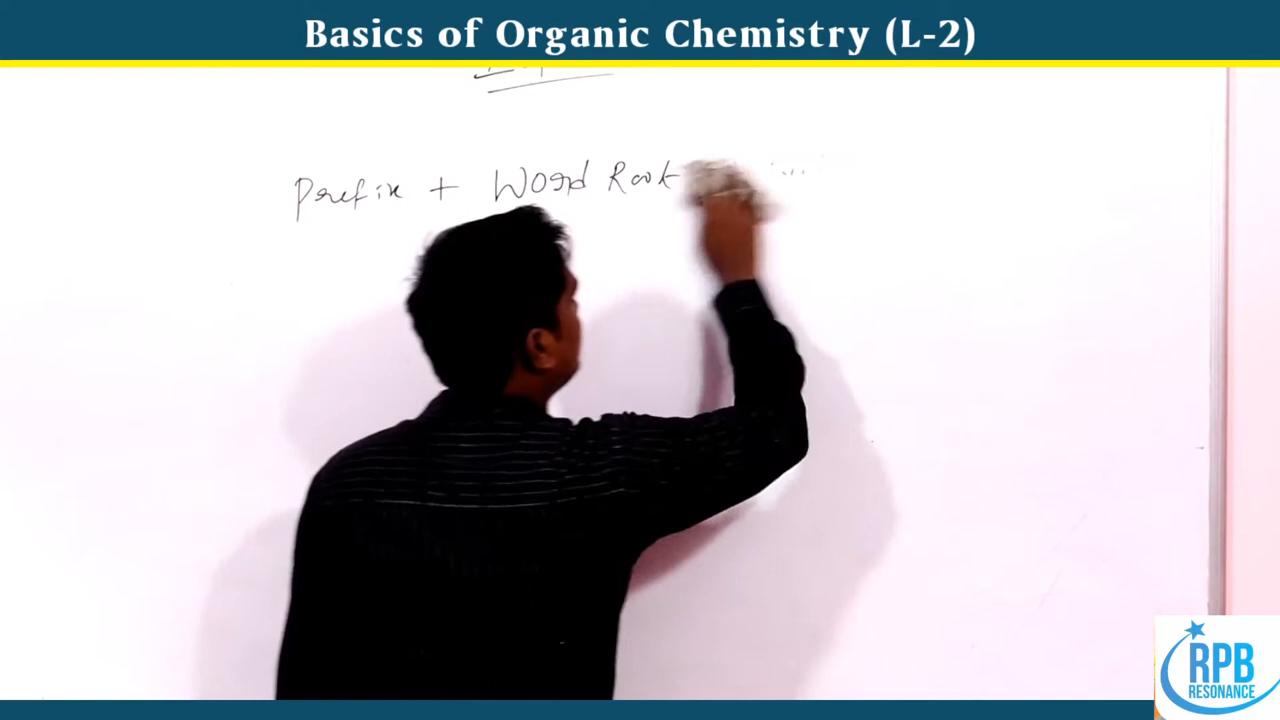 Basics of Organic Chemistry (L-2)
Prefix + Word Root
RPB
RESONANCE